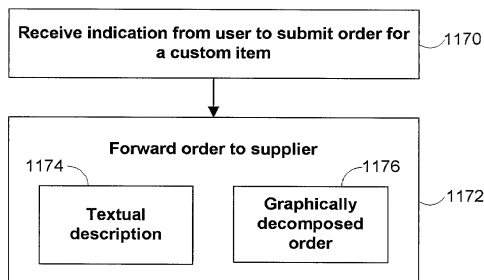 Receive indication from user to submit order for
a custom item
1170
Forward order to supplier
1174
1176
Textual
description
Graphically
decomposed
order
1172